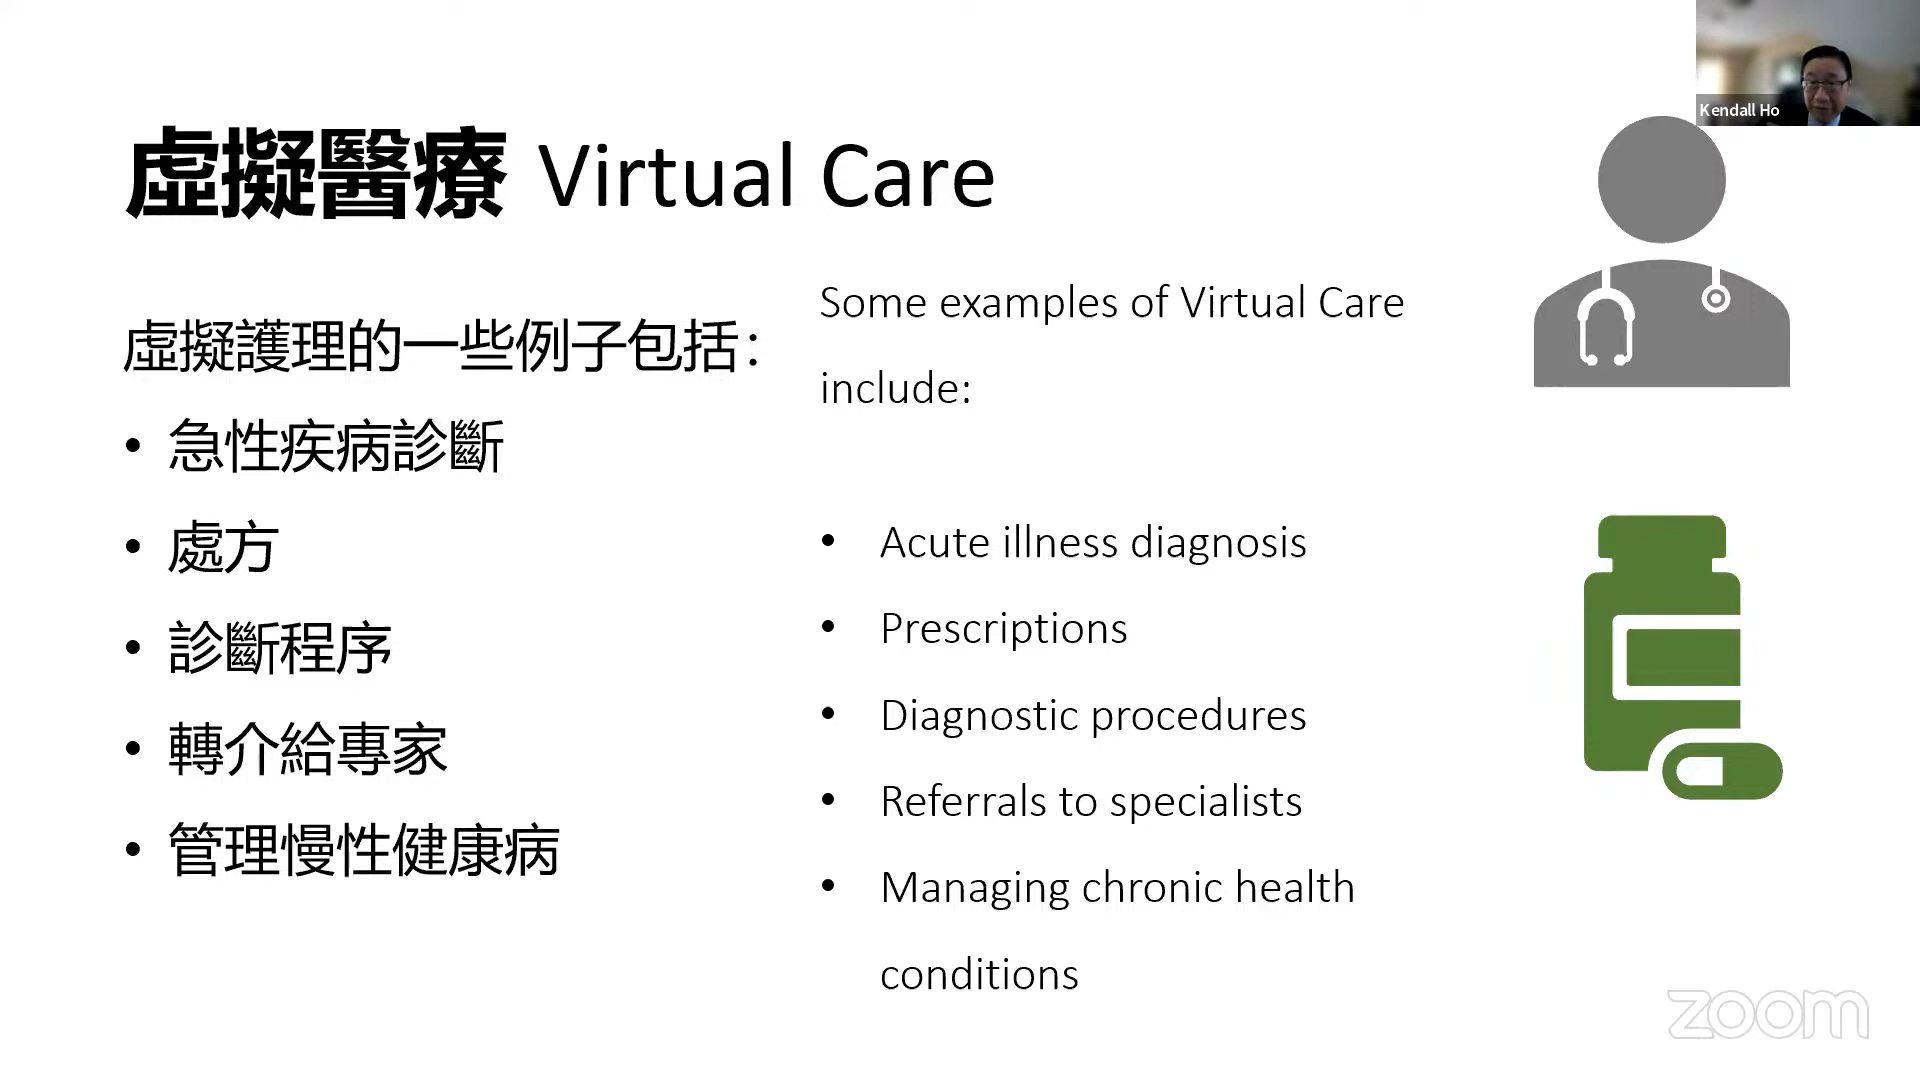 虛擬醫療 Virtual Care
虛擬護理的一些例子包括：
• 急性疾病診斷
• 處方
• 診斷程序
• 轉介給專家
• 管理慢性健康病
Some examples of Virtual Care
include:
• Acute illness diagnosis
• Prescriptions
• Diagnostic procedures
• Referrals to specialists
• Managing chronic health
conditions
Kendall Ho
zoom